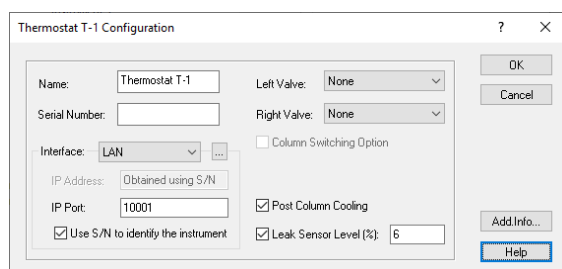 Thermostat T-1 Configuration ? ×
Name: Thermostat T-1 Left Valve: None OK
Serial Number: Right Valve: None Cancel
Interface: LAN ... Column Switching Option
IP Address: Obtained using S/N
IP Port: 10001 Post Column Cooling Add.Info...
Use S/N to identify the instrument Leak Sensor Level (%): 6 Help